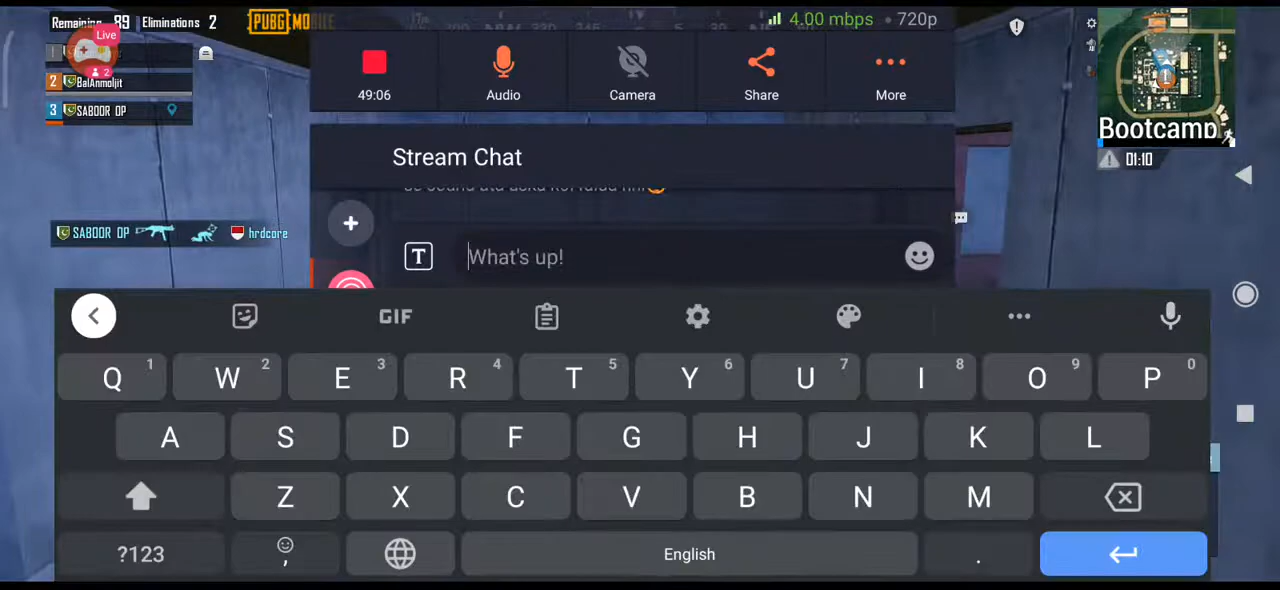 Remaining 89 Eliminations 2
PUBG MOBILE
4.00 mbps • 720p
Live
2
1
2 BalAnmoljit
3 SABOOR OP
49:06
Audio
Camera
Share
More
Bootcamp
01:10
Stream Chat
SABOOR OP hrdcore
T What's up!
GIF
Q 1 W 2 E 3 R 4 T 5 Y 6 U 7 I 8 O 9 P 0
A S D F G H J K L
Z X C V B N M
?123 , English .